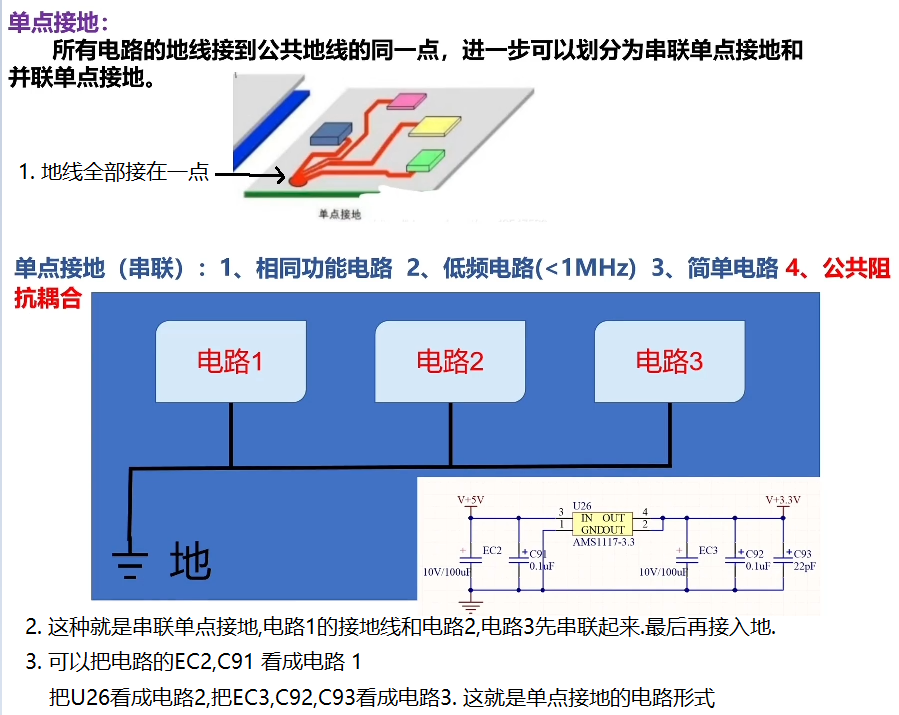 单点接地：
所有电路的地线接到公共地线的同一点，进一步可以划分为串联单点接地和
并联单点接地。
1. 地线全部接在一点
单点接地
单点接地（串联）：1、相同功能电路 2、低频电路(<1MHz) 3、简单电路 4、公共阻
抗耦合
电路1
电路2
电路3
地
V+5V
U26
V+3.3V
3
IN OUT
4
1
GNDOUT
2
AMS1117-3.3
+
EC2
10V/100uF
+
C91
0.1uF
+
EC3
10V/100uF
+
C92
0.1uF
+
C93
22pF
2. 这种就是串联单点接地,电路1的接地线和电路2,电路3先串联起来.最后再接入地.
3. 可以把电路的EC2,C91 看成电路 1
把U26看成电路2,把EC3,C92,C93看成电路3. 这就是单点接地的电路形式